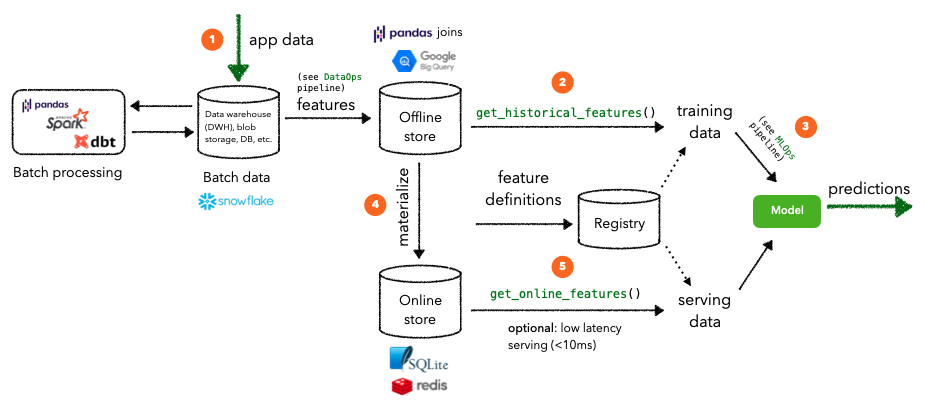 1
app data
pandas joins
Google
Big Query
(see DataOps
pipeline)
features
pandas
APACHE
Spark
dbt
Batch processing
Data warehouse
(DWH), blob
storage, DB, etc.
Batch data
snowflake
Offline
store
2
get_historical_features()
training
data
3
(see MLOps
pipeline)
4
materialize
feature
definitions
Registry
Model
predictions
5
Online
store
get_online_features()
optional: low latency
serving (<10ms)
serving
data
SQLite
redis